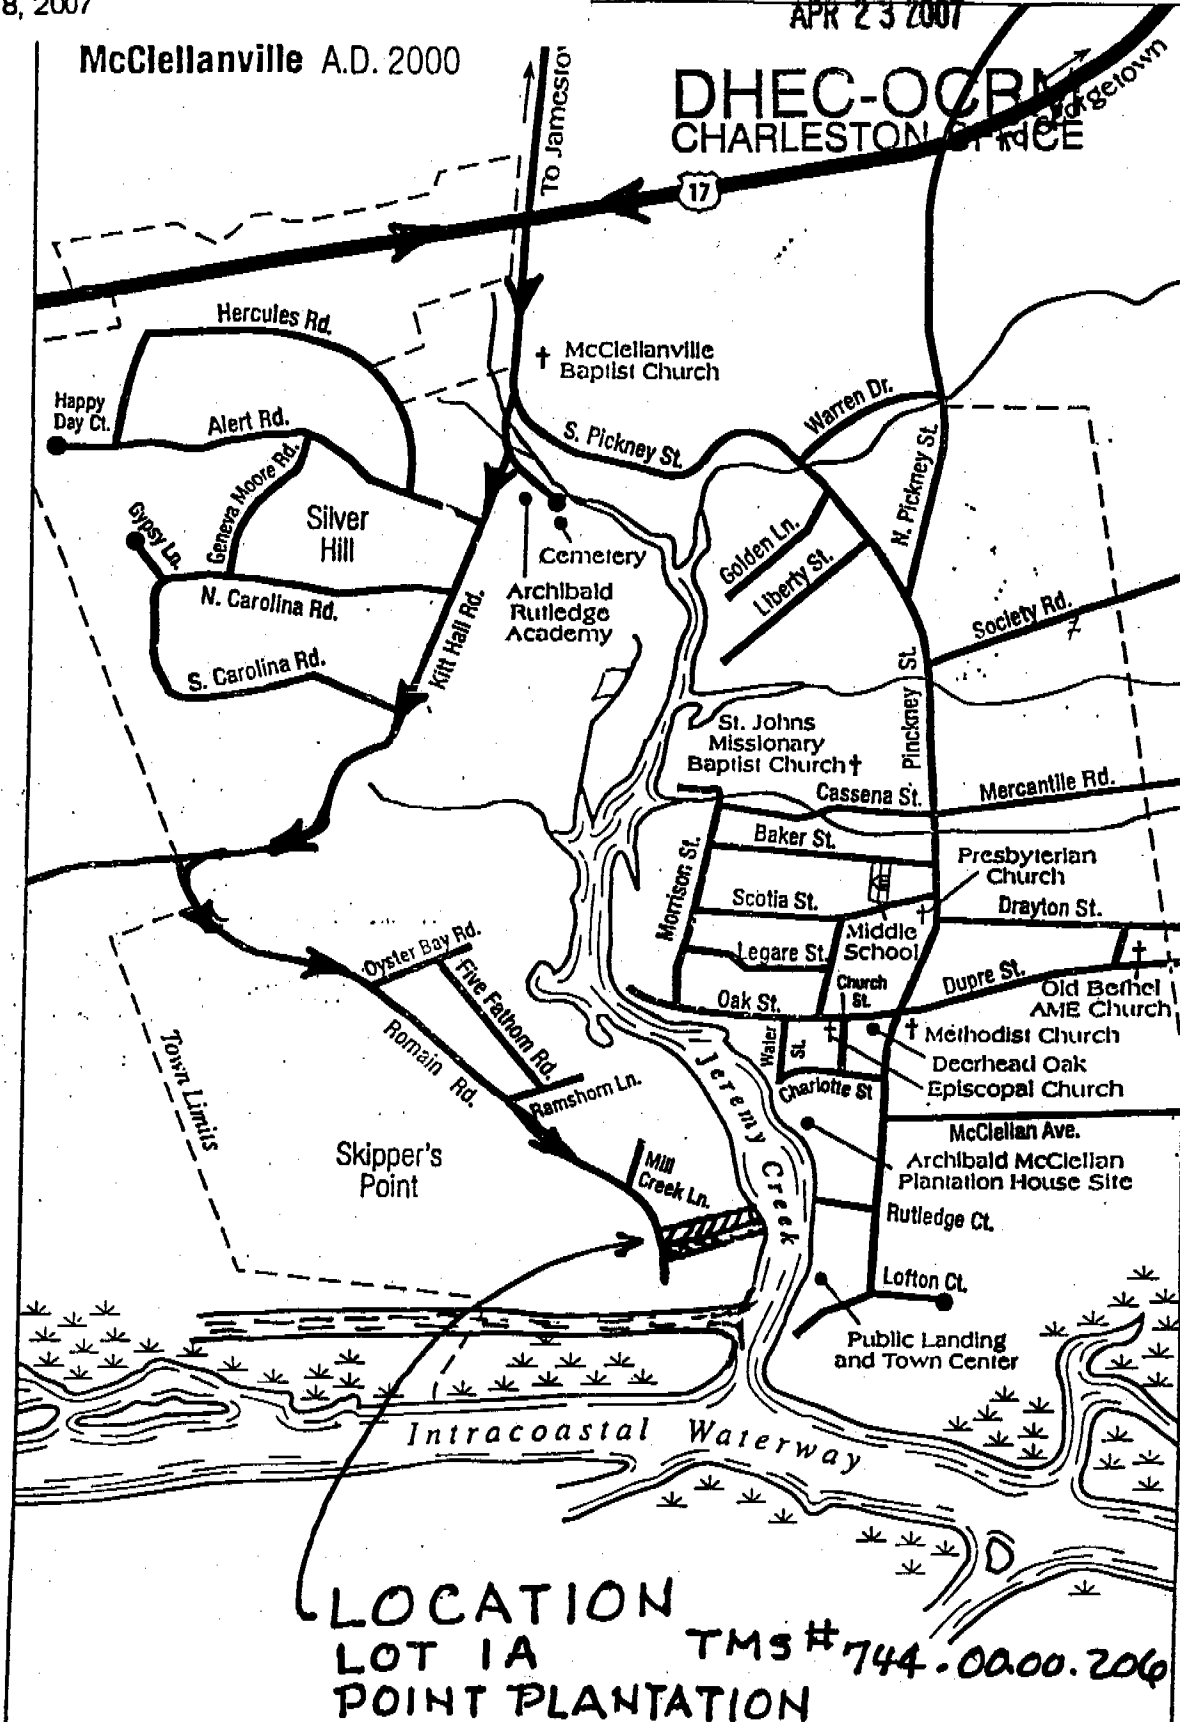 8, 2007
APR 23 2007
McClellanville A.D. 2000
DHEC-OCRM
CHARLESTON OFFICE
To Jamestow
To Georgetown
17
Hercules Rd.
McClellanville
Baptist Church
Happy
Day Ct.
Alert Rd.
Warren Dr.
S. Pickney St.
N. Pickney St.
Geneva Moore Rd.
Gypsy Ln.
Silver
Hill
Golden Ln.
Liberty St.
Cemetery
N. Carolina Rd.
Archibald
Rutledge
Academy
Kitt Hall Rd.
Society Rd.
S. Carolina Rd.
Pinckney St.
St. Johns
Missionary
Baptist Church
Cassena St.
Mercantile Rd.
Baker St.
Morrison St.
Presbyterian
Church
Scotia St.
Drayton St.
Middle
School
Legare St.
Oyster Bay Rd.
Five Fathom Rd.
Church
St.
Dupre St.
Oak St.
Old Bethel
AME Church
Water
St.
Methodist Church
Romain Rd.
Town Limits
Deerhead Oak
Ramshorn Ln.
Charlotte St
Episcopal Church
Jeremy Creek
McClellan Ave.
Skipper's
Point
Mill
Creek Ln.
Archibald McClellan
Plantation House Site
Rutledge Ct.
Lofton Ct.
Public Landing
and Town Center
Intracoastal Waterway
LOCATION
LOT 1A TMS# 744.00.00.206
POINT PLANTATION